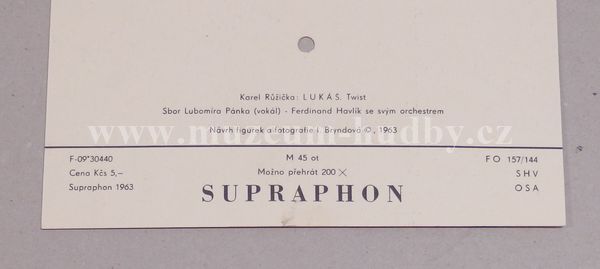 Karel Růžička: LUKÁŠ. Twist
Sbor Lubomíra Pánka (vokál) - Ferdinand Havlík se svým orchestrem
Návrh figurek a fotografie I. Bryndová ©, 1963
www.muzeum-hudby.cz
F-09*30440
M 45 ot
FO 157/144
Cena Kčs 5,–
Možno přehrát 200 X
SHV
Supraphon 1963
SUPRAPHON
OSA